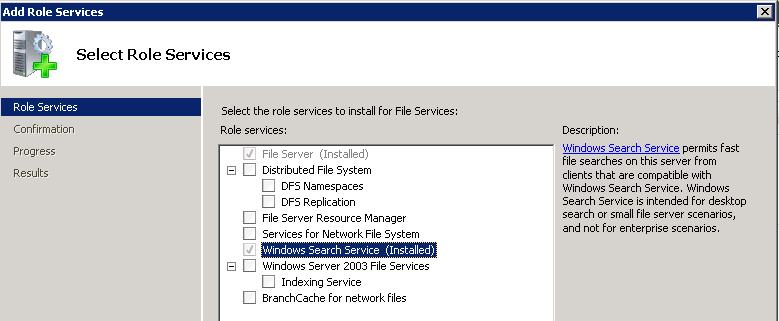 Add Role Services
Select Role Services
Role Services
Confirmation
Progress
Results
Select the role services to install for File Services:
Role services:
File Server (Installed)
Distributed File System
DFS Namespaces
DFS Replication
File Server Resource Manager
Services for Network File System
Windows Search Service (Installed)
Windows Server 2003 File Services
Indexing Service
BranchCache for network files
Description:
Windows Search Service permits fast
file searches on this server from
clients that are compatible with
Windows Search Service. Windows
Search Service is intended for desktop
search or small file server scenarios,
and not for enterprise scenarios.